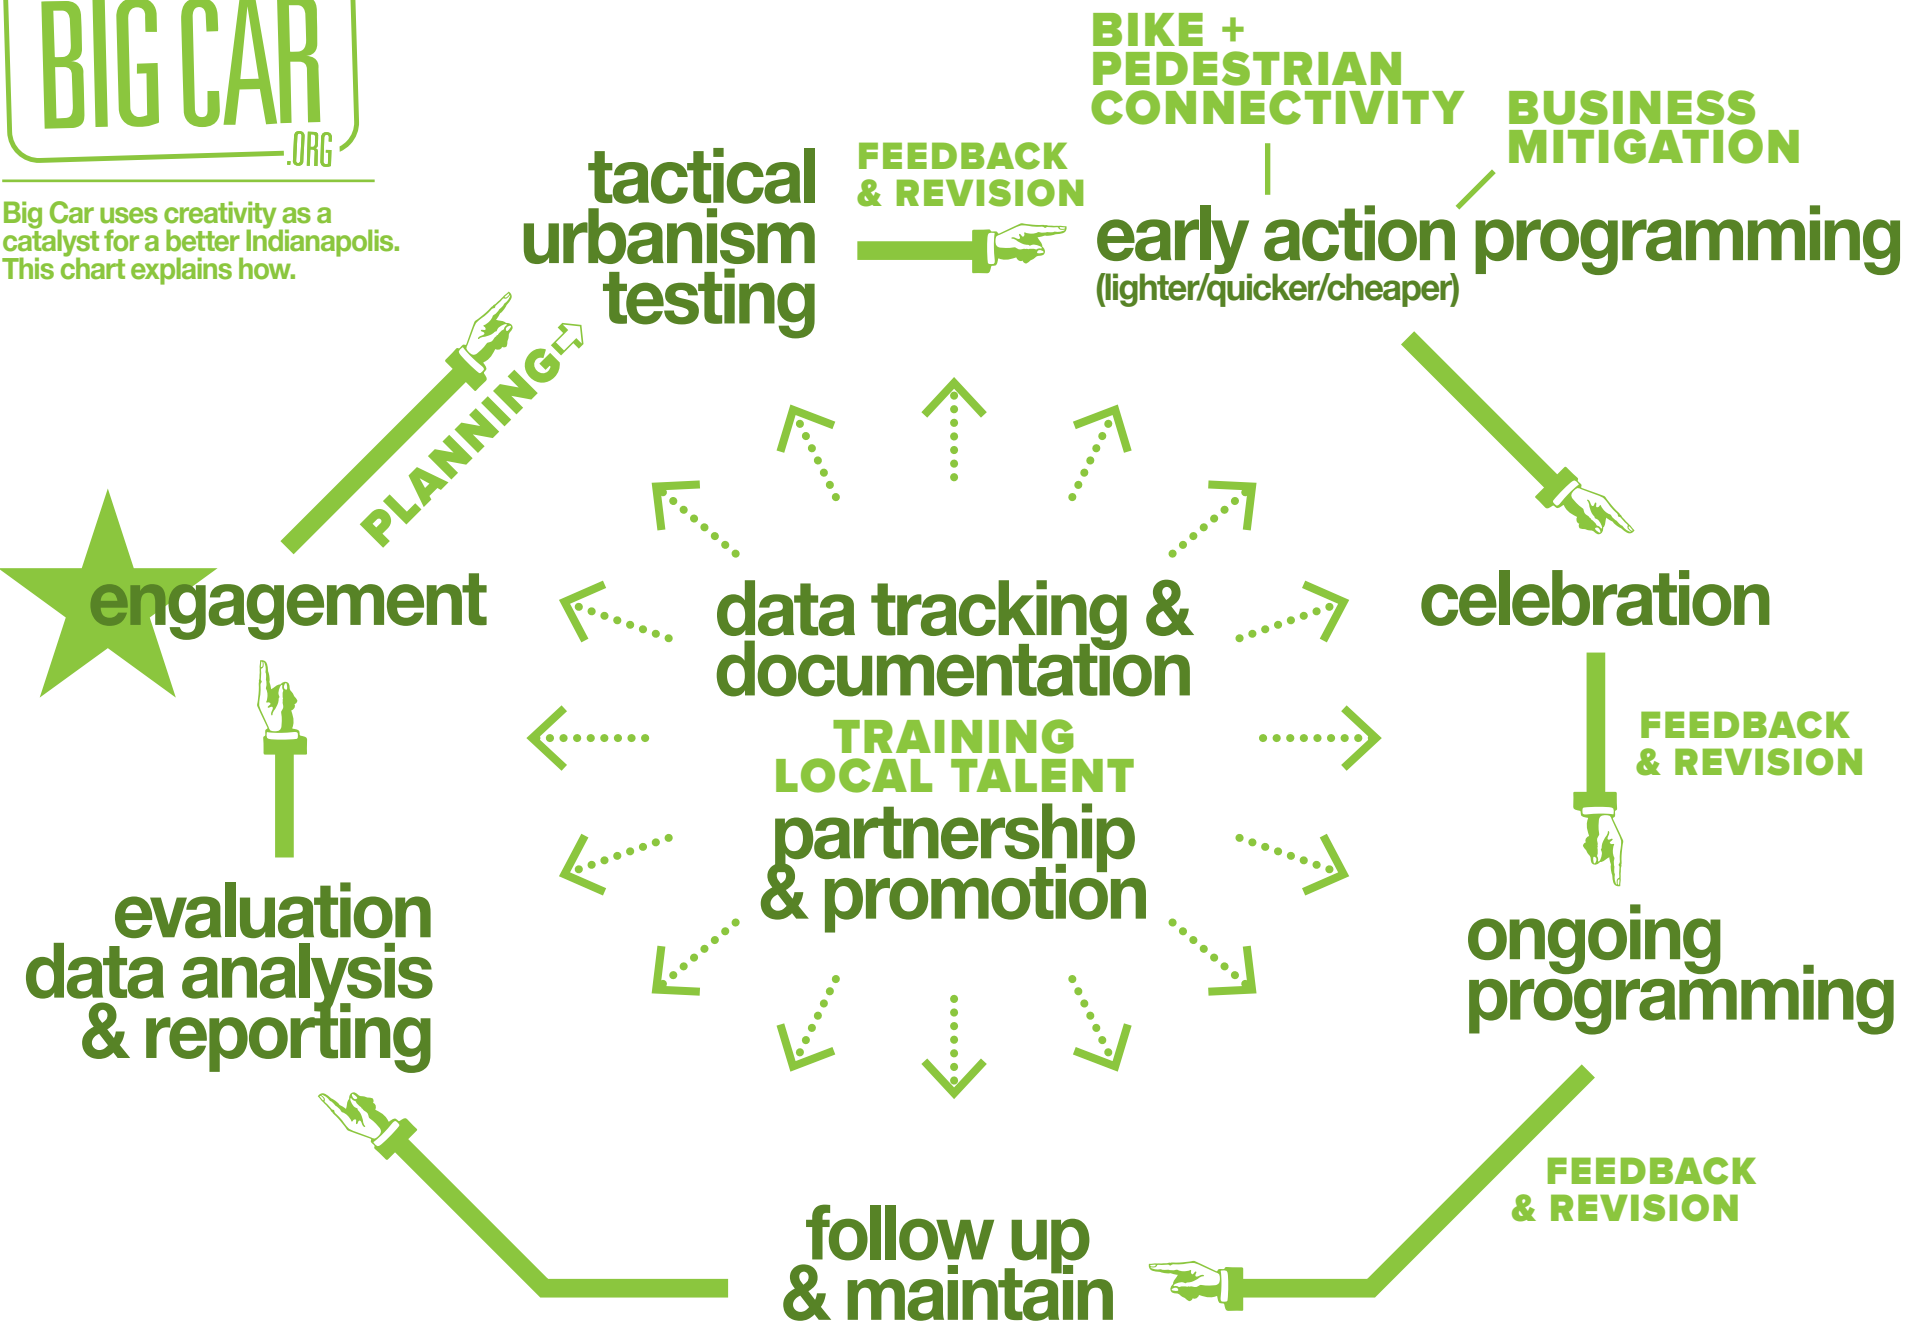 BIG CAR
.ORG
Big Car uses creativity as a
catalyst for a better Indianapolis.
This chart explains how.
tactical
urbanism
testing
FEEDBACK
& REVISION
BIKE +
PEDESTRIAN
CONNECTIVITY
BUSINESS
MITIGATION
early action programming
(lighter/quicker/cheaper)
PLANNING
engagement
data tracking &
documentation
TRAINING
LOCAL TALENT
partnership
& promotion
celebration
FEEDBACK
& REVISION
evaluation
data analysis
& reporting
ongoing
programming
FEEDBACK
& REVISION
follow up
& maintain